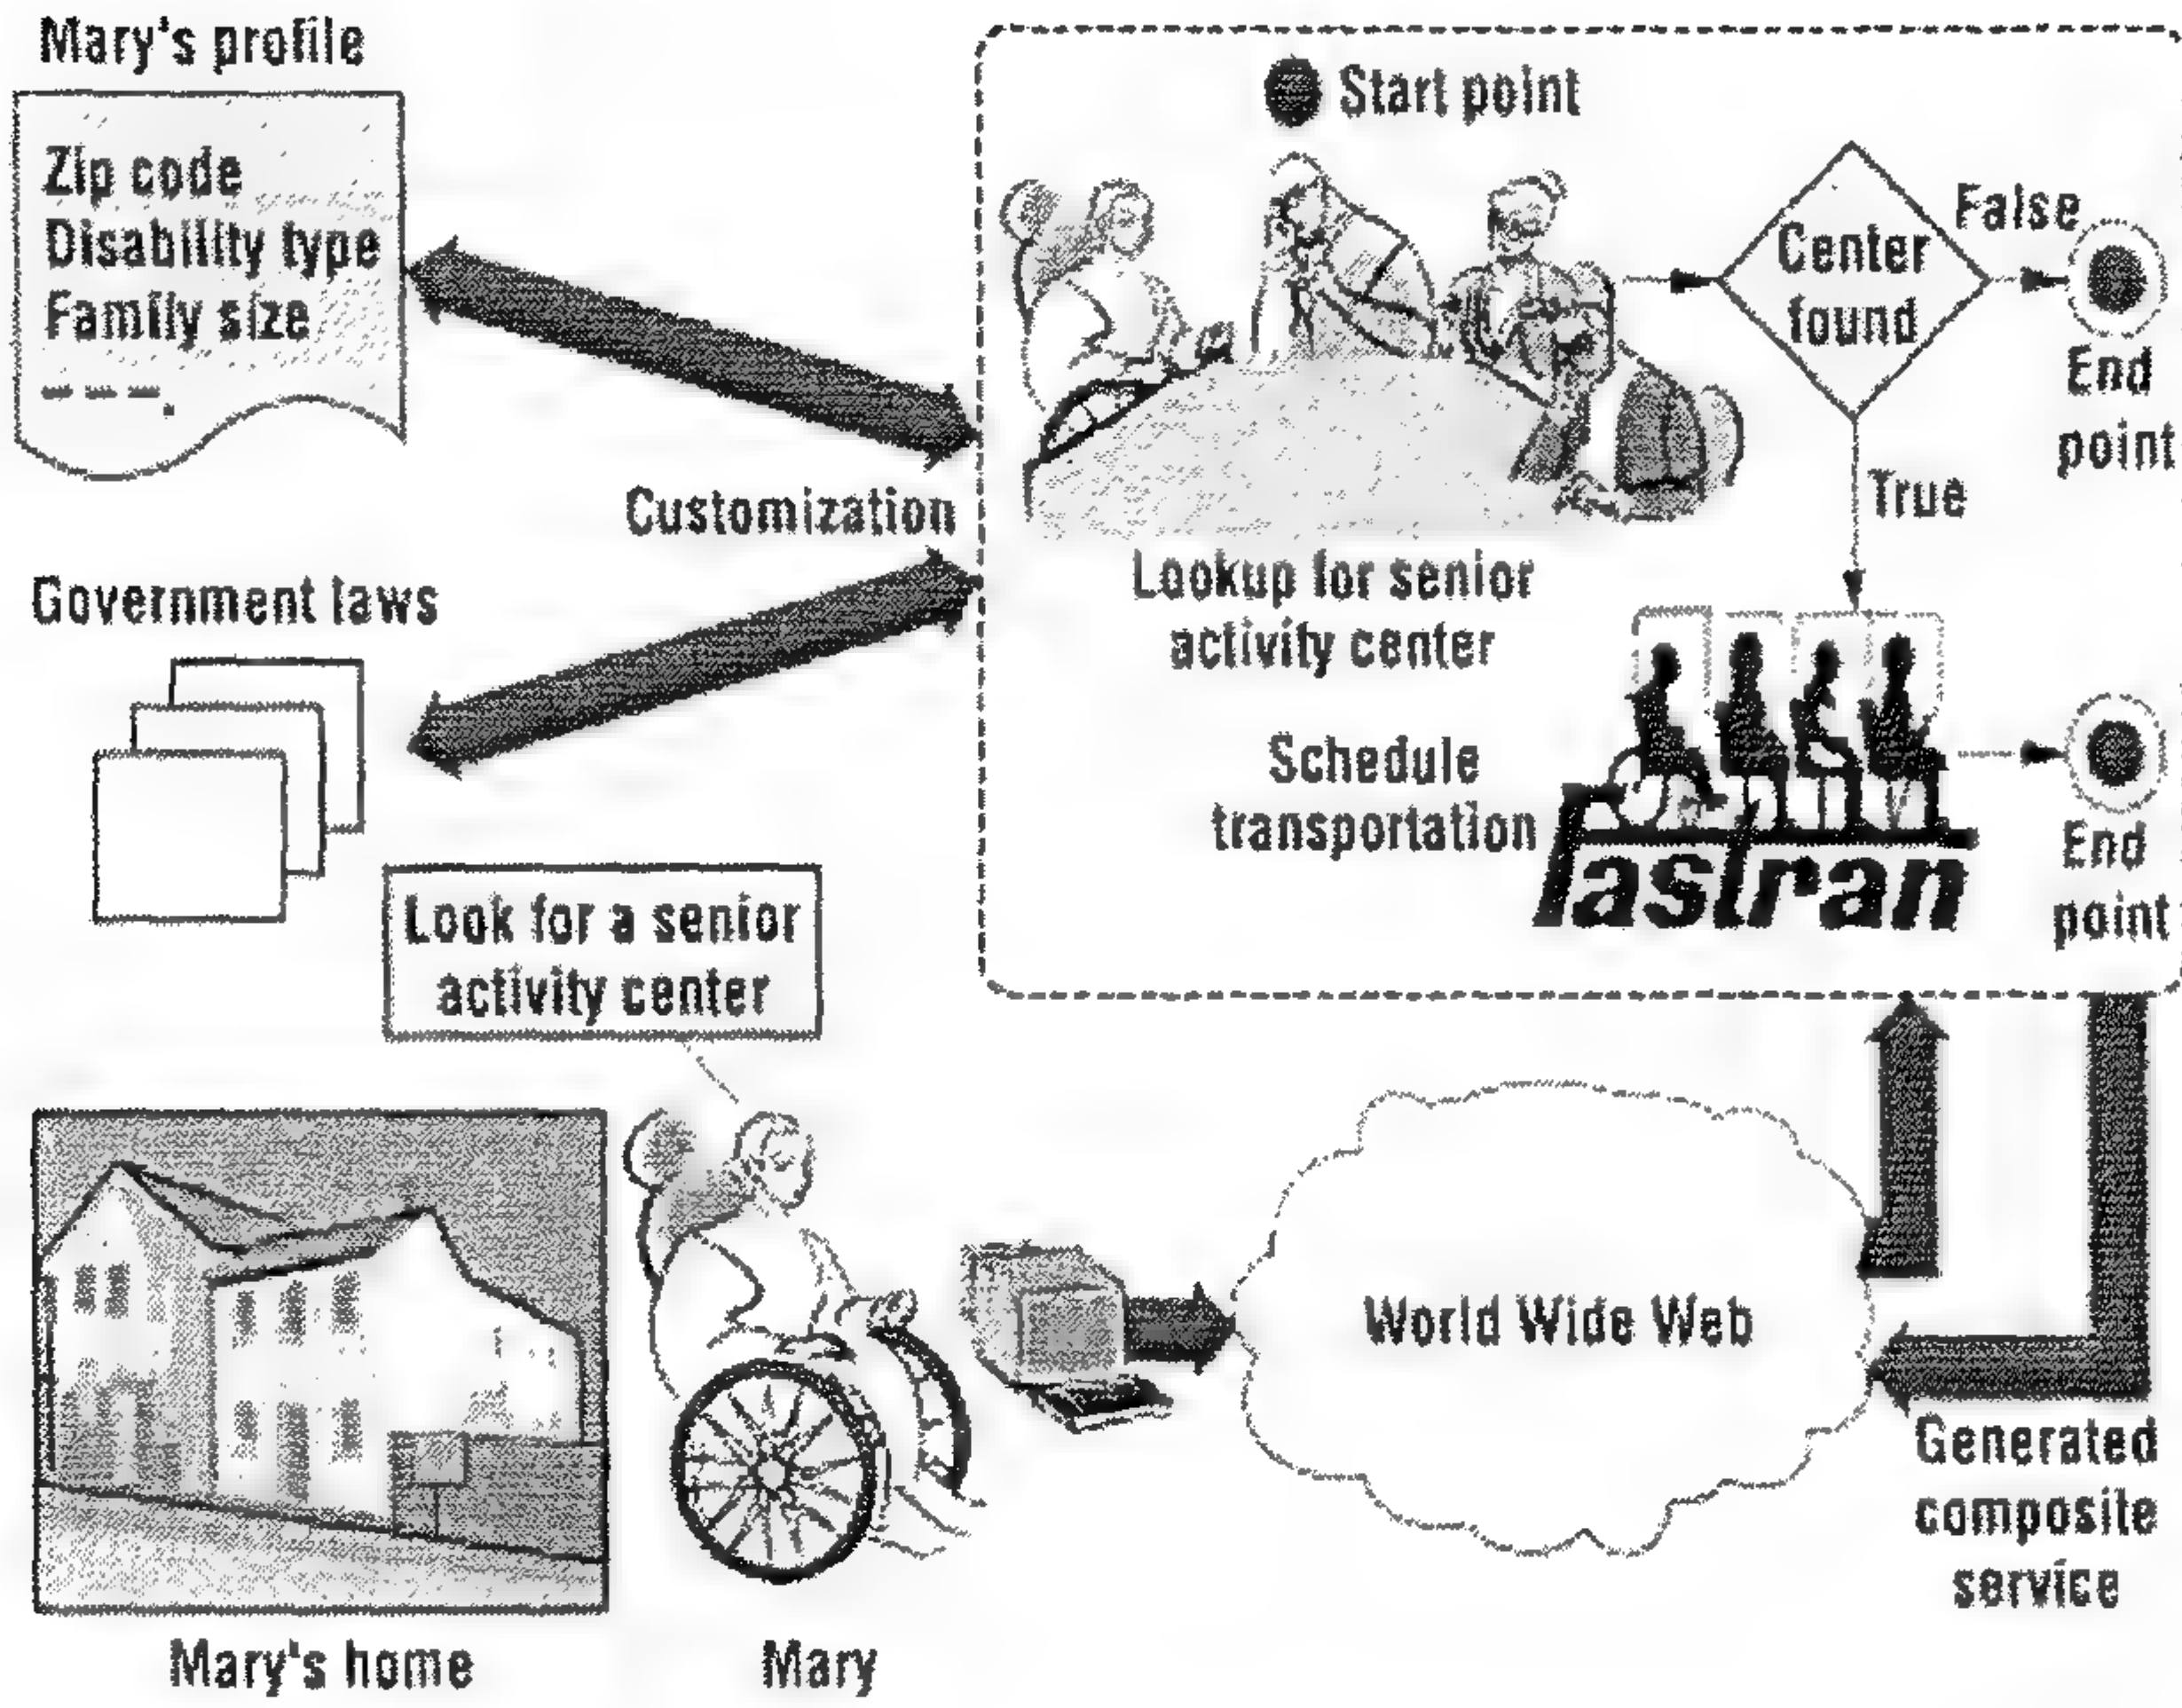 Mary's profile
Zip code
Disability type
Family size
Customization
Government laws
Look for a senior
activity center
Start point
Center
found
False
End
point
True
Lookup for senior
activity center
Schedule
transportation
Fastran
End
point
World Wide Web
Generated
composite
service
Mary's home
Mary